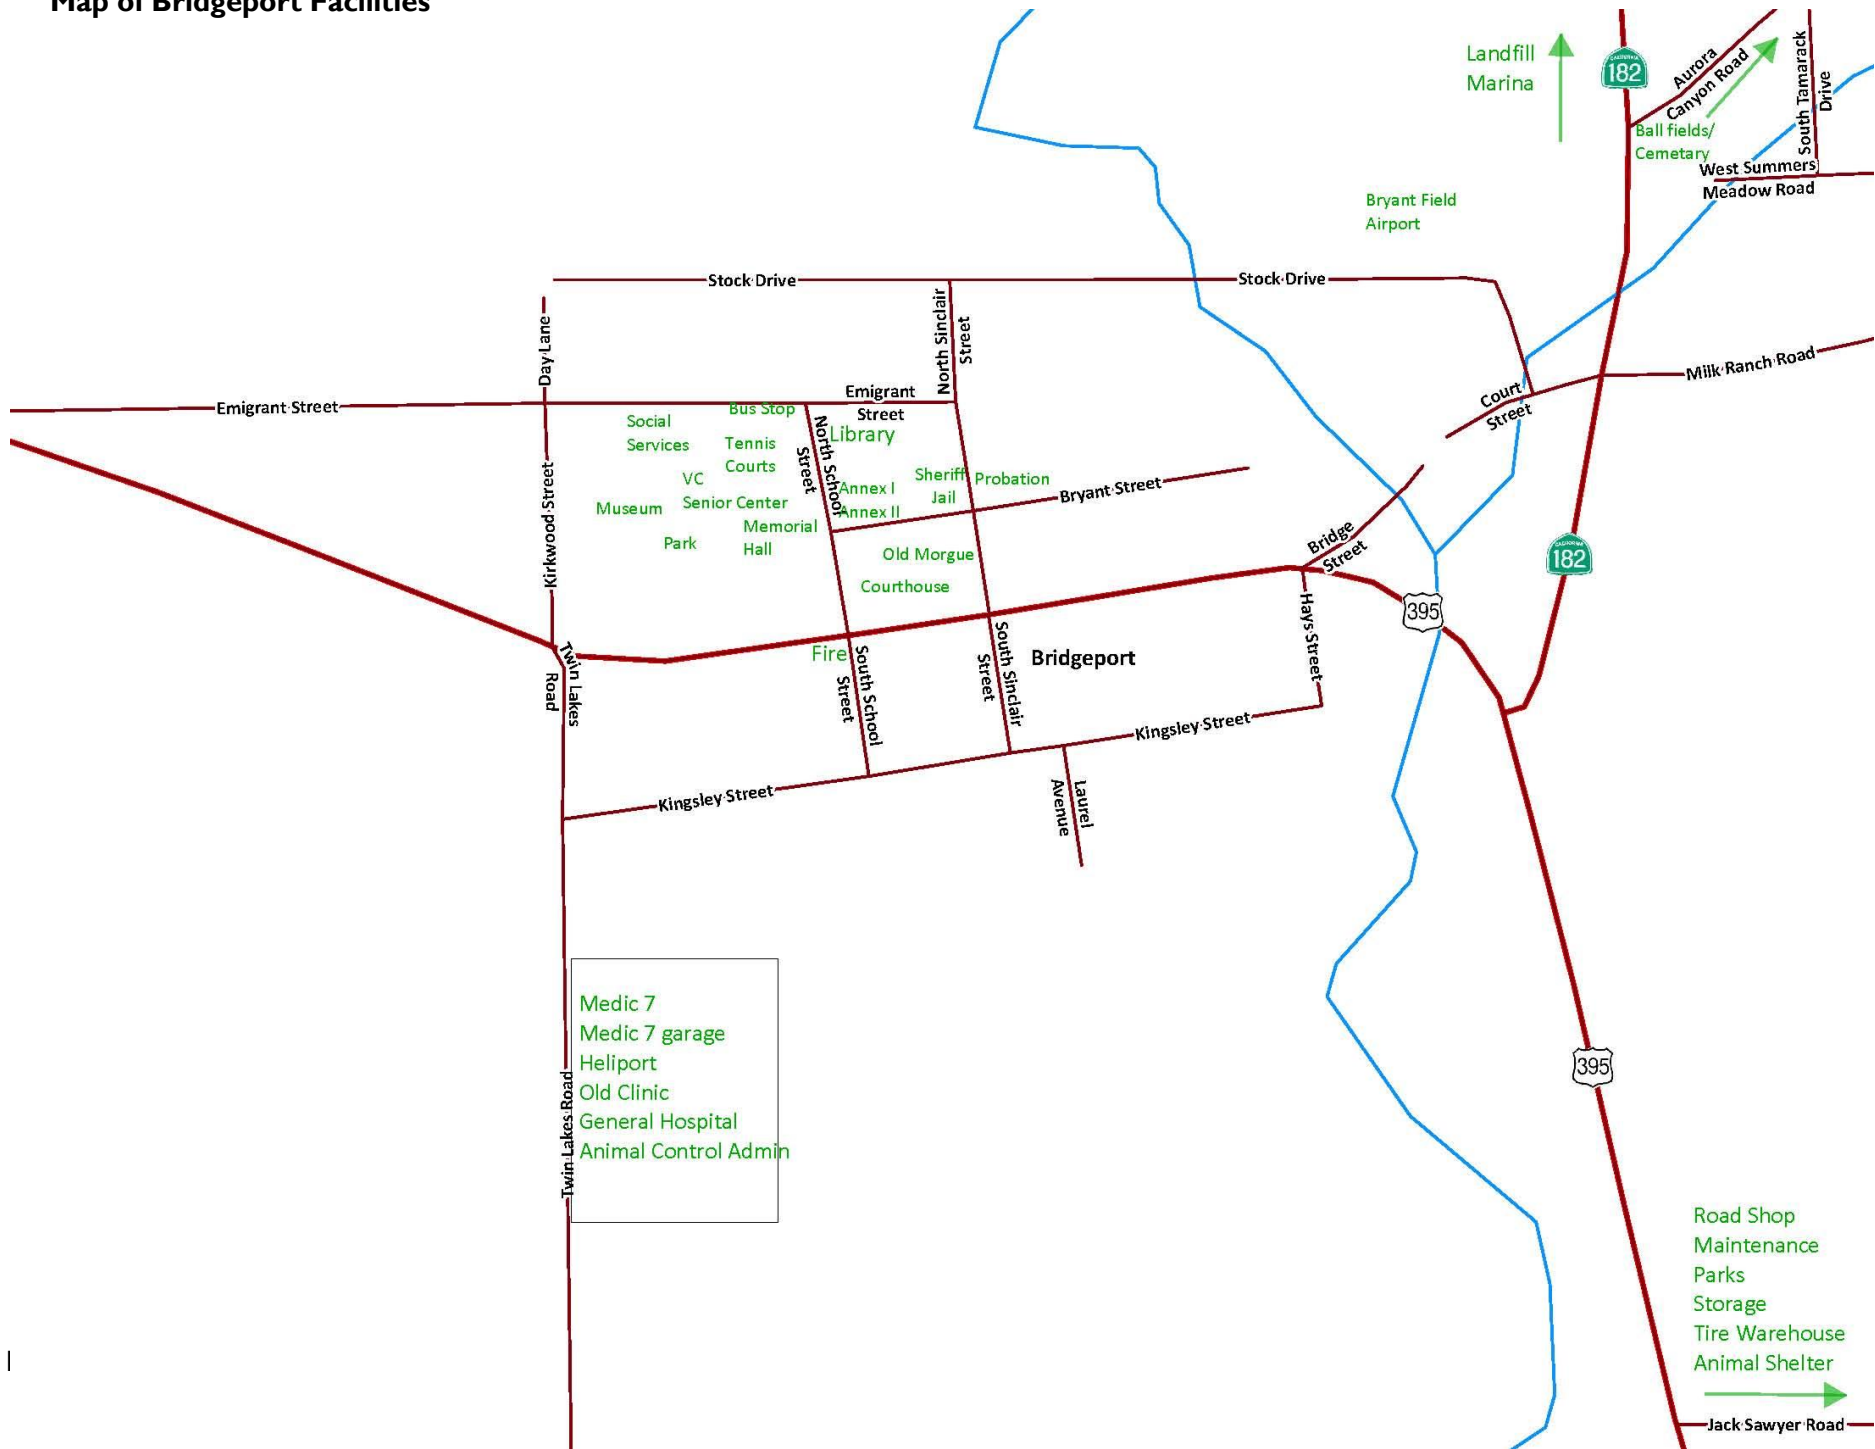 Map of Bridgeport Facilities
Landfill
Marina
182
Aurora
Canyon Road
South Tamarack
Drive
Ball fields/
Cemetary
West Summers
Meadow Road
Bryant Field
Airport
Stock Drive
Stock Drive
Day Lane
North Sinclair
Street
Emigrant Street
Emigrant
Street
Milk Ranch Road
Court
Street
Social
Services
Bus Stop
Tennis
Courts
North School
Street
Library
VC
Senior Center
Museum
Memorial
Hall
Park
Annex I
Annex II
Sheriff
Jail
Probation
Bryant Street
Kirkwood Street
Old Morgue
Courthouse
Bridge
Street
182
395
Hays Street
Fire
South School
Street
South Sinclair
Street
Bridgeport
Twin Lakes
Road
Kingsley Street
Kingsley Street
Laurel
Avenue
Medic 7
Medic 7 garage
Heliport
Old Clinic
General Hospital
Animal Control Admin
Twin Lakes Road
395
Road Shop
Maintenance
Parks
Storage
Tire Warehouse
Animal Shelter
Jack Sawyer Road